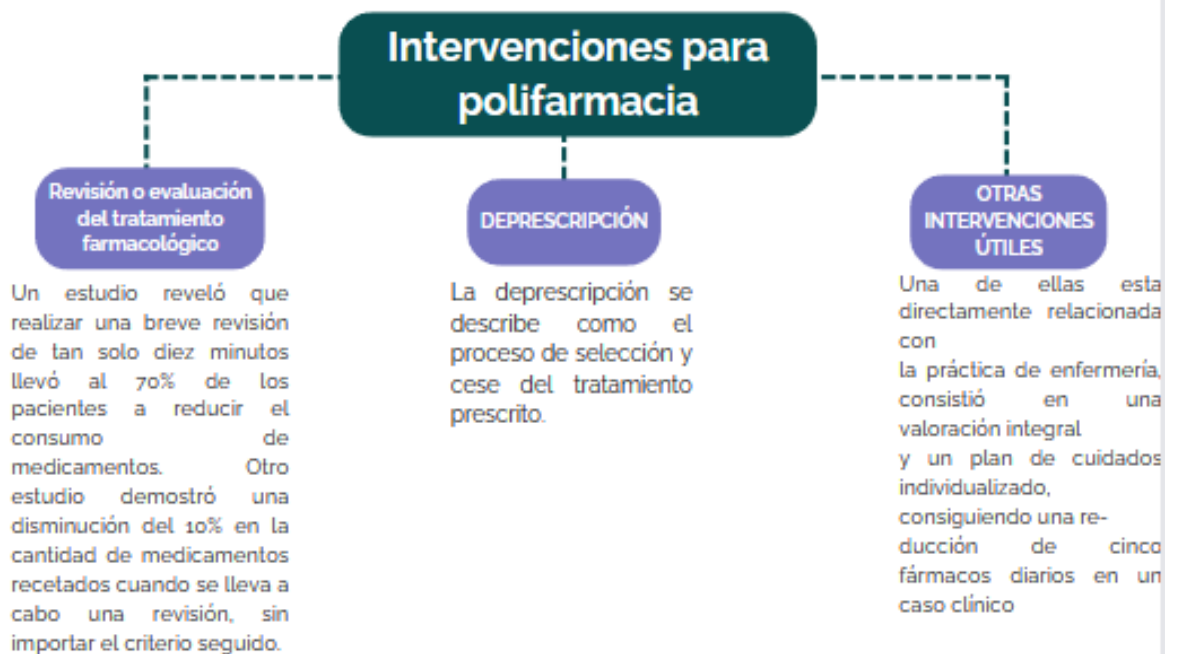 Intervenciones para
polifarmacia
Revisión o evaluación
del tratamiento
farmacológico
Un estudio reveló que
realizar una breve revisión
de tan solo diez minutos
llevó al 70% de los
pacientes a reducir el
consumo de
medicamentos. Otro
estudio demostró una
disminución del 10% en la
cantidad de medicamentos
recetados cuando se lleva a
cabo una revisión, sin
importar el criterio seguido.
DEPRESCRIPCIÓN
La deprescripción se
describe como el
proceso de selección y
cese del tratamiento
prescrito.
OTRAS
INTERVENCIONES
ÚTILES
Una de ellas esta
directamente relacionada
con
la práctica de enfermería,
consistió en una
valoración integral
y un plan de cuidados
individualizado,
consiguiendo una re-
ducción de cinco
fármacos diarios en un
caso clínico